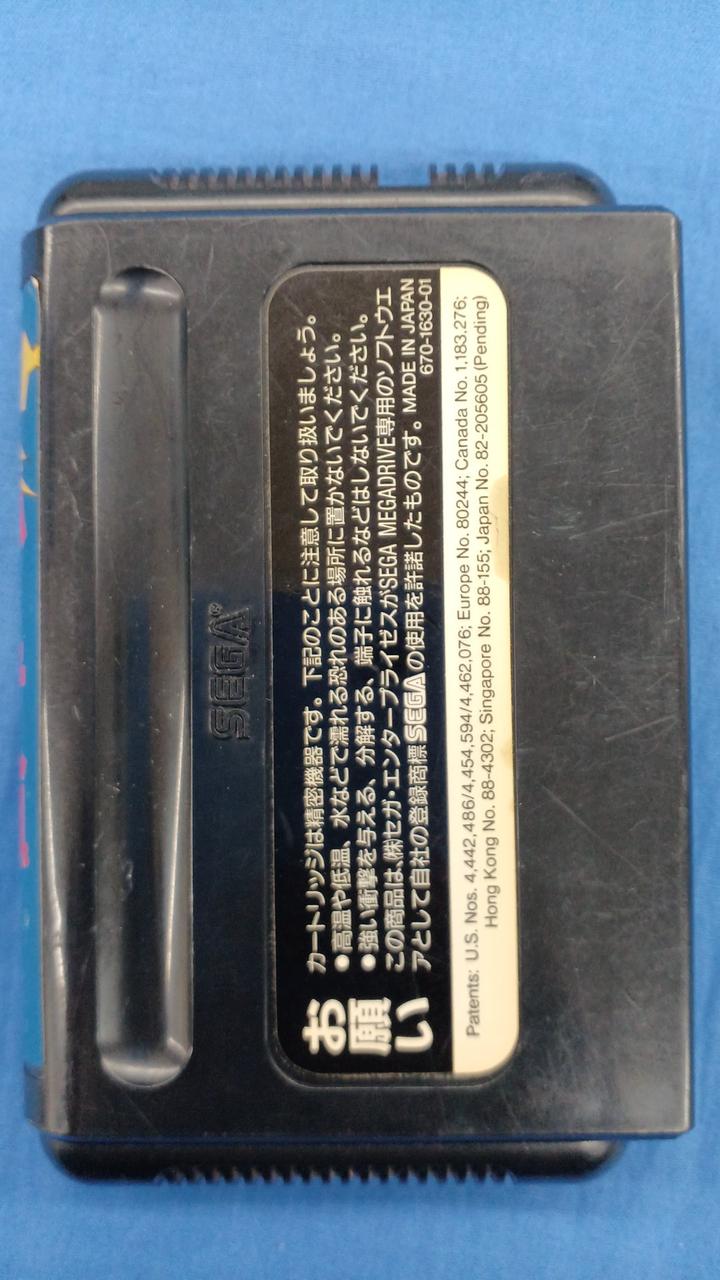 SEGA®
お願い
カートリッジは精密機器です。下記のことに注意して取り扱いましょう。
●高温や低温、水などで濡れる恐れのある場所に置かないでください。
●強い衝撃を与える、分解する、端子に触れるなどはしないでください。
この商品は、㈱セガ・エンタープライゼスがSEGA MEGADRIVE専用のソフトウエ
アとして自社の登録商標SEGAの使用を許諾したものです。 MADE IN JAPAN
670-1630-01
Patents: U.S. Nos. 4,442,486/4,454,594/4,462,076; Europe No. 80244; Canada No. 1,183,276;
Hong Kong No. 88-4302; Singapore No. 88-155; Japan No. 82-205605 (Pending)